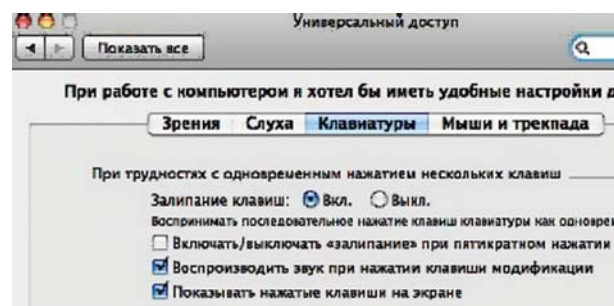 Универсальный доступ
Показать все
При работе с компьютером я хотел бы иметь удобные настройки д
Зрения Слуха Клавиатуры Мыши и трекпада
При трудностях с одновременным нажатием нескольких клавиш
Залипание клавиш: Вкл. Выкл.
Воспринимать последовательное нажатие клавиш клавиатуры как одновре
Включать/выключать «залипание» при пятикратном нажатии
Воспроизводить звук при нажатии клавиши модификации
Показывать нажатые клавиши на экране